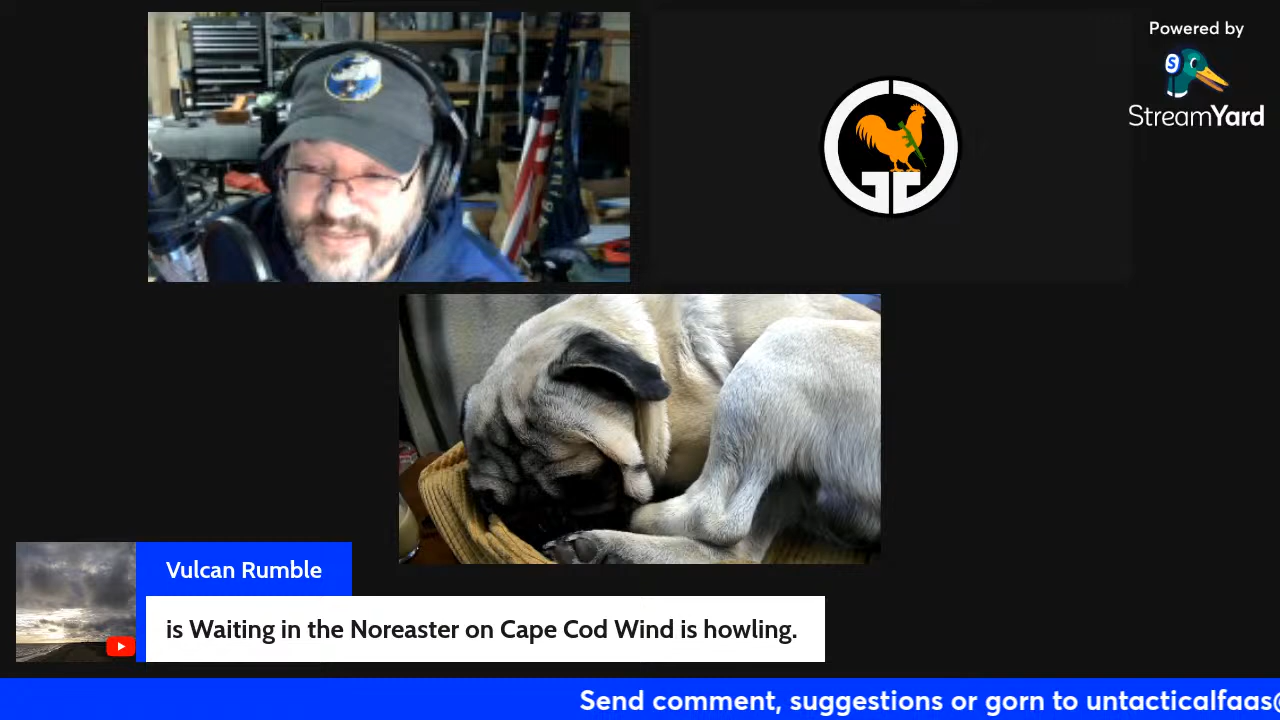 Powered by
S
StreamYard
GG
Vulcan Rumble
is Waiting in the Noreaster on Cape Cod Wind is howling.
Send comment, suggestions or gorn to untacticalfaas@